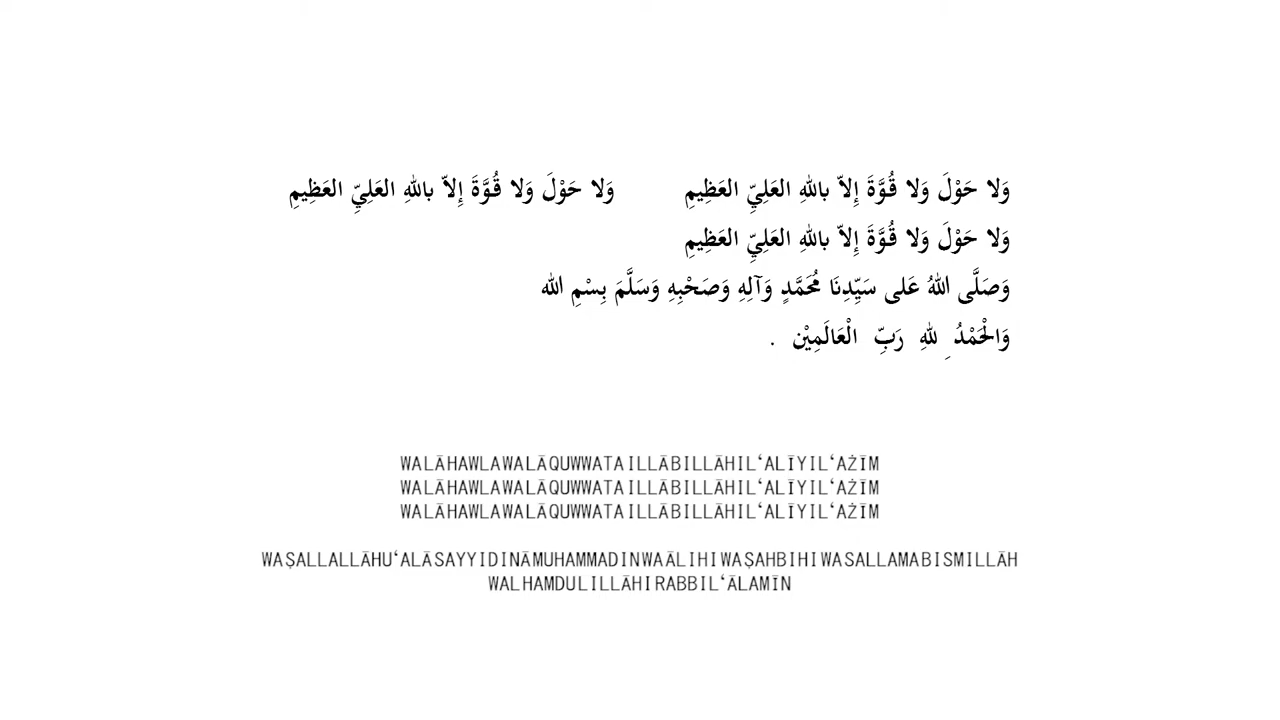 وَلا حَوْلَ وَلا قُوَّةَ إِلاّ باللهِ العَلِيِّ العَظِيمِ وَلا حَوْلَ وَلا قُوَّةَ إِلاّ باللهِ العَلِيِّ العَظِيمِ
وَلا حَوْلَ وَلا قُوَّةَ إِلاّ باللهِ العَلِيِّ العَظِيمِ
وَصَلَّى اللهُ عَلى سَيِّدِنَا مُحَمَّدٍ وَآلِهِ وَصَحْبِهِ وَسَلَّمَ بِسْمِ الله
وَالْحَمْدُ ِللهِ رَبِّ الْعَالَمِيْن .
WALĀHAWLAWALĀQUWWATAILLĀBILLĀHIL‘ALĪYIL‘AŻĪM
WALĀHAWLAWALĀQUWWATAILLĀBILLĀHIL‘ALĪYIL‘AŻĪM
WALĀHAWLAWALĀQUWWATAILLĀBILLĀHIL‘ALĪYIL‘AŻĪM
WAṢALLALLĀHU‘ALĀSAYYIDINĀMUHAMMADINWAĀLIHIWAṢAHBIHIWASALLAMABISMILLĀH
WALHAMDULILLĀHIRABBIL‘ĀLAMĪN